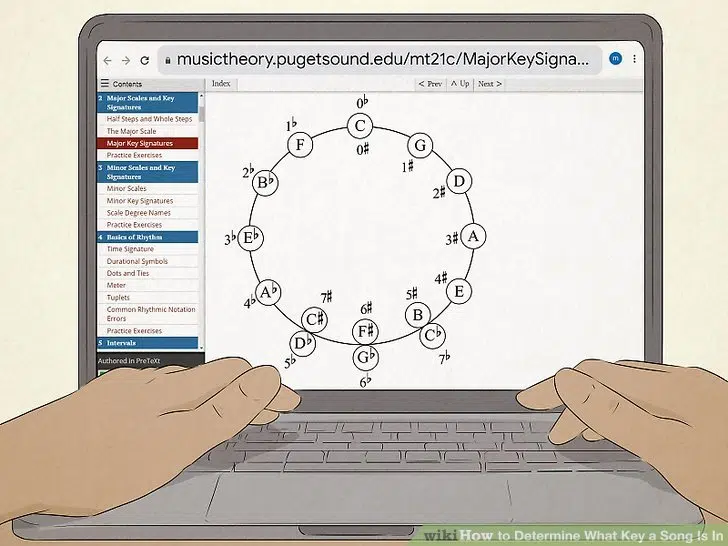 musictheory.pugetsound.edu/mt21c/MajorKeySigna...
m
Contents
Index
< Prev
^ Up
Next >
2 Major Scales and Key
Signatures
Half Steps and Whole Steps
The Major Scale
Major Key Signatures
Practice Exercises
3 Minor Scales and Key
Signatures
Minor Scales
Minor Key Signatures
Scale Degree Names
Practice Exercises
4 Basics of Rhythm
Time Signature
Durational Symbols
Dots and Ties
Meter
Tuplets
Common Rhythmic Notation
Errors
Practice Exercises
5 Intervals
Authored in PreTeXt
0♭
C
0♯
G
1♯
D
2♯
A
3♯
E
4♯
B
5♯
C♭
7♭
F♯
6♯
G♭
6♭
C♯
7♯
D♭
5♭
A♭
4♭
E♭
3♭
B♭
2♭
F
1♭
wikiHow to Determine What Key a Song Is In